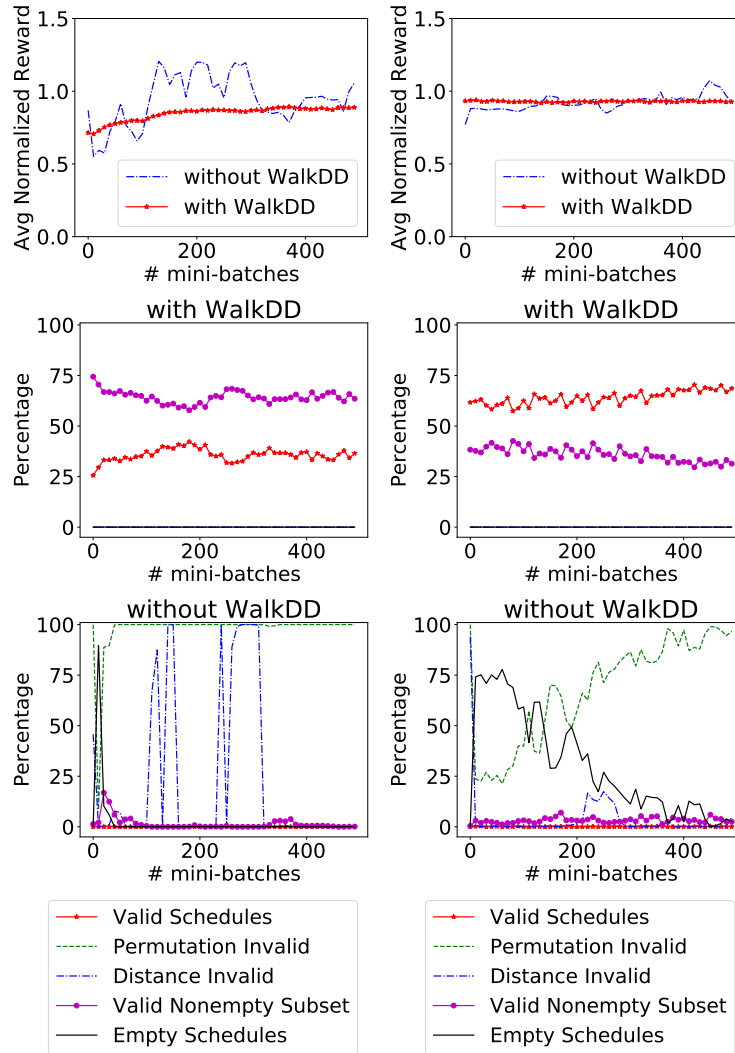 Avg Normalized Reward
1.5
1.0
0.5
0.0
without WalkDD
with WalkDD
0 200 400
# mini-batches
Avg Normalized Reward
1.5
1.0
0.5
0.0
without WalkDD
with WalkDD
0 200 400
# mini-batches
with WalkDD
Percentage
100
75
50
25
0
0 200 400
# mini-batches
with WalkDD
Percentage
100
75
50
25
0
0 200 400
# mini-batches
without WalkDD
Percentage
100
75
50
25
0
0 200 400
# mini-batches
without WalkDD
Percentage
100
75
50
25
0
0 200 400
# mini-batches
Valid Schedules
Permutation Invalid
Distance Invalid
Valid Nonempty Subset
Empty Schedules
Valid Schedules
Permutation Invalid
Distance Invalid
Valid Nonempty Subset
Empty Schedules